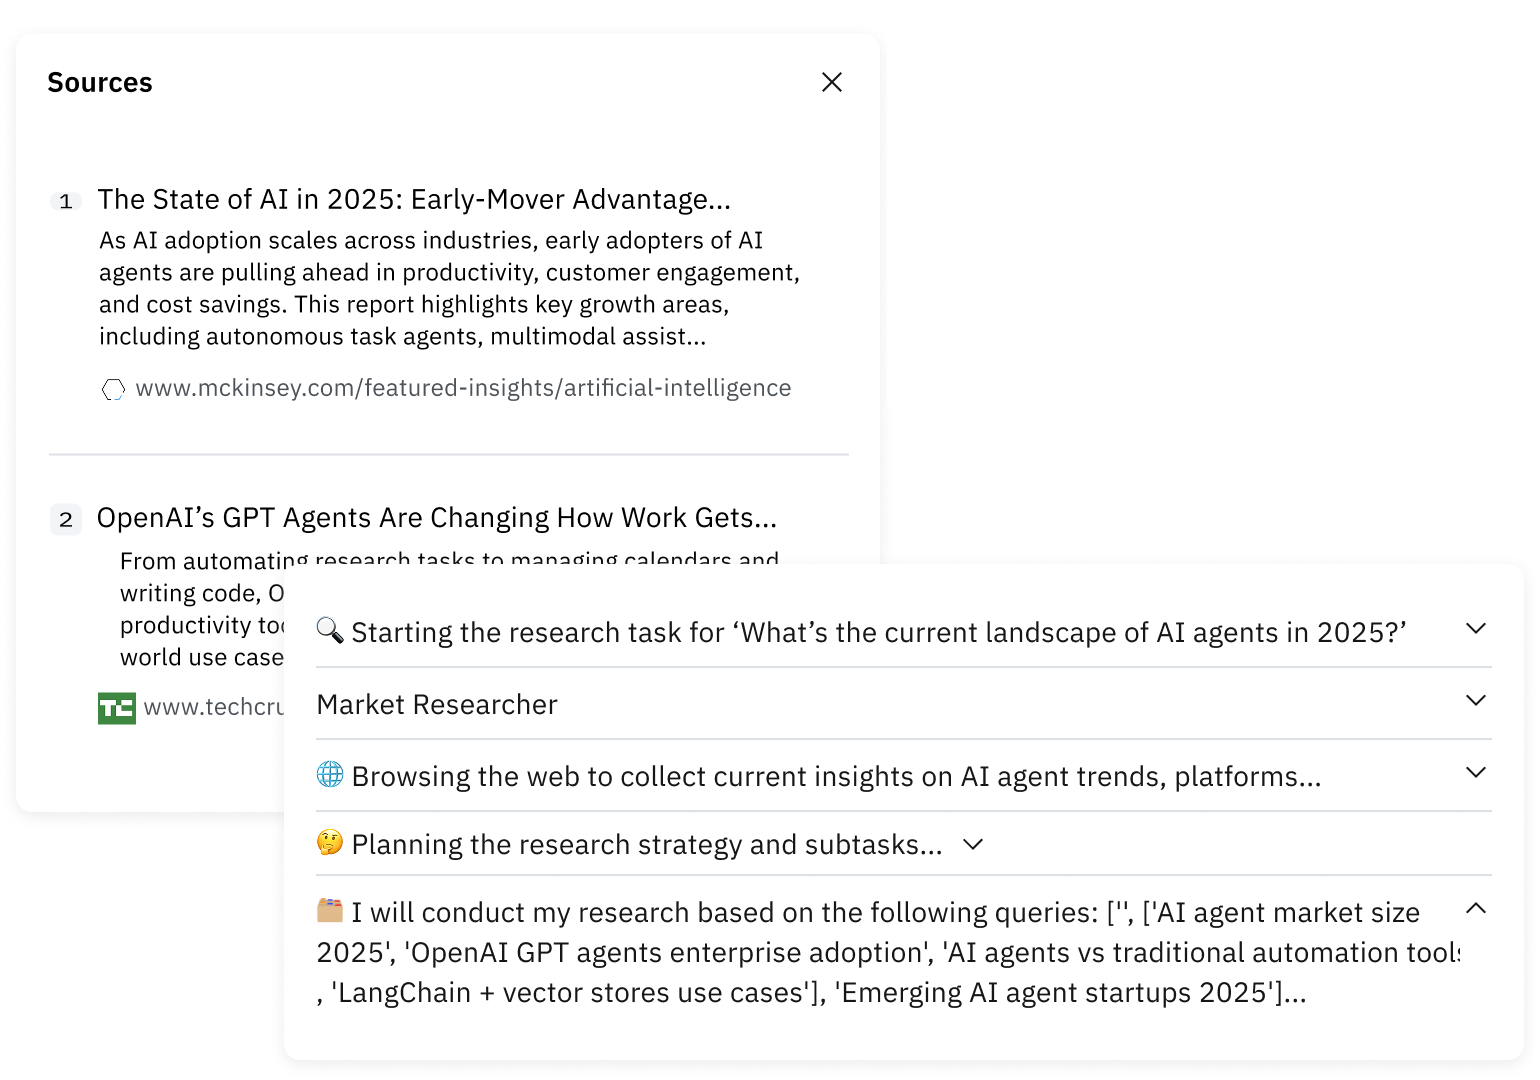 Sources
1 The State of AI in 2025: Early-Mover Advantage...
As AI adoption scales across industries, early adopters of AI
agents are pulling ahead in productivity, customer engagement,
and cost savings. This report highlights key growth areas,
including autonomous task agents, multimodal assist...
www.mckinsey.com/featured-insights/artificial-intelligence
2 OpenAI’s GPT Agents Are Changing How Work Gets...
From automating research tasks to managing calendars and
writing code,
productivity
world use case
TC www.techcru
🔍 Starting the research task for ‘What’s the current landscape of AI agents in 2025?’
Market Researcher
🌐 Browsing the web to collect current insights on AI agent trends, platforms...
🤔 Planning the research strategy and subtasks...
🗂️ I will conduct my research based on the following queries: ['', ['AI agent market size
2025', 'OpenAI GPT agents enterprise adoption', 'AI agents vs traditional automation tools
, 'LangChain + vector stores use cases'], 'Emerging AI agent startups 2025']...